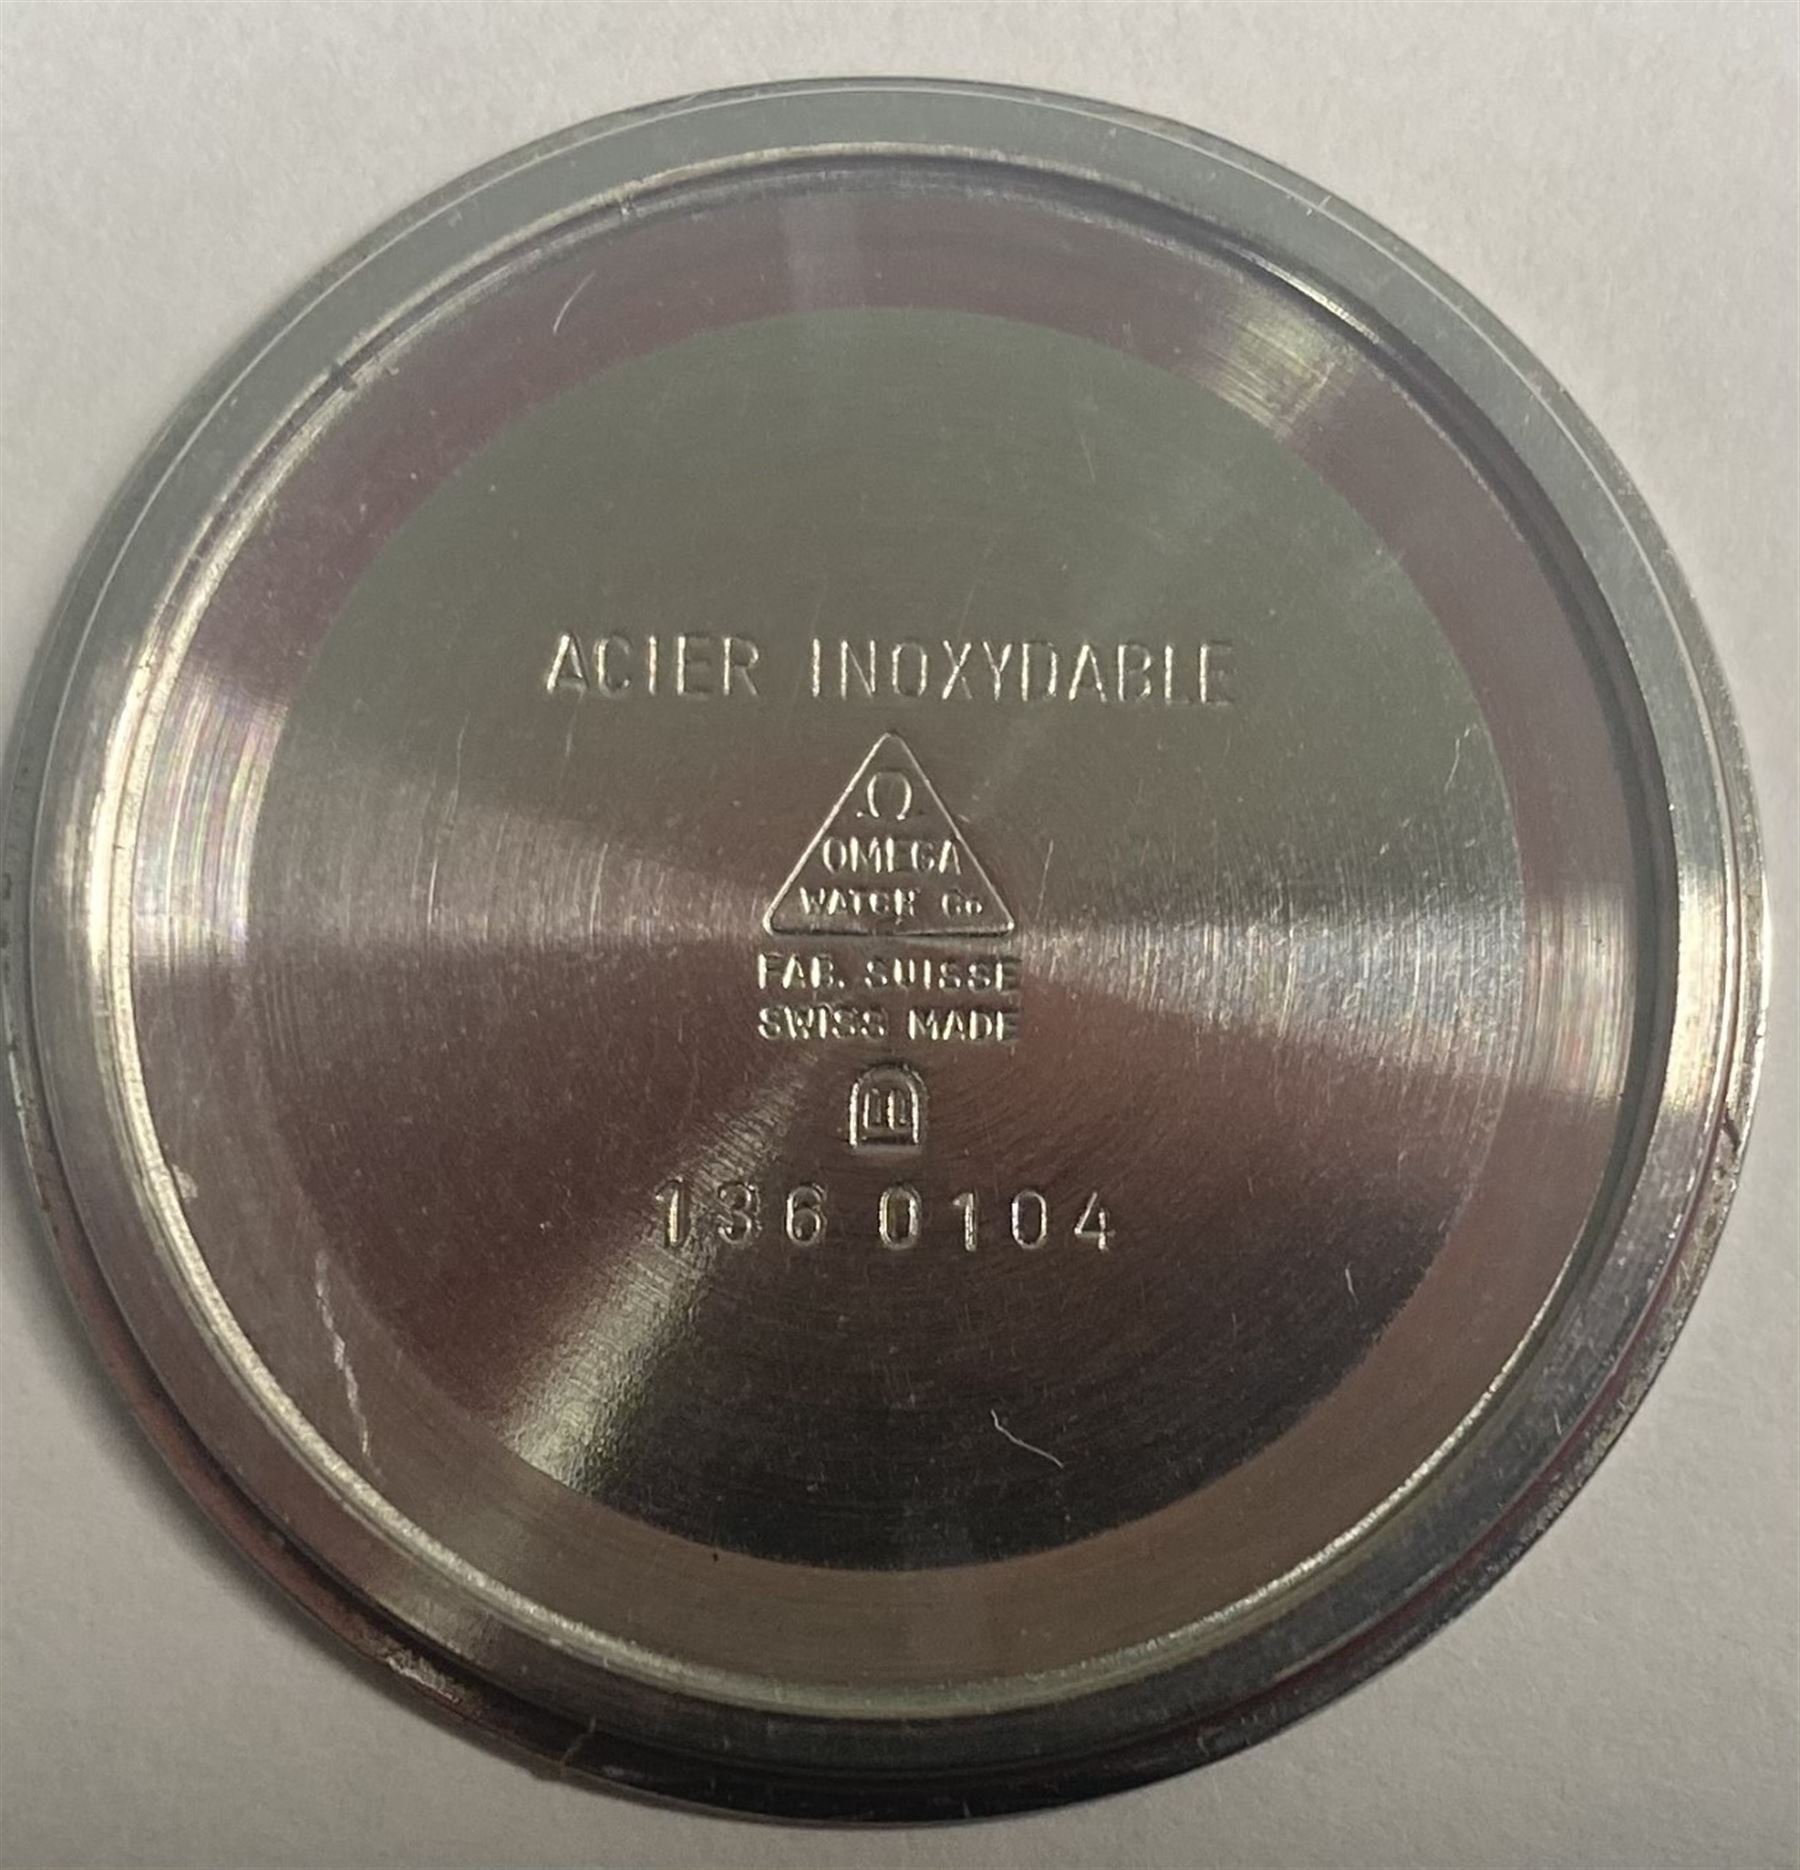 ACIER INOXYDABLE
Ω
OMEGA
WATCH Co
FAB. SUISSE
SWISS MADE
136 0104